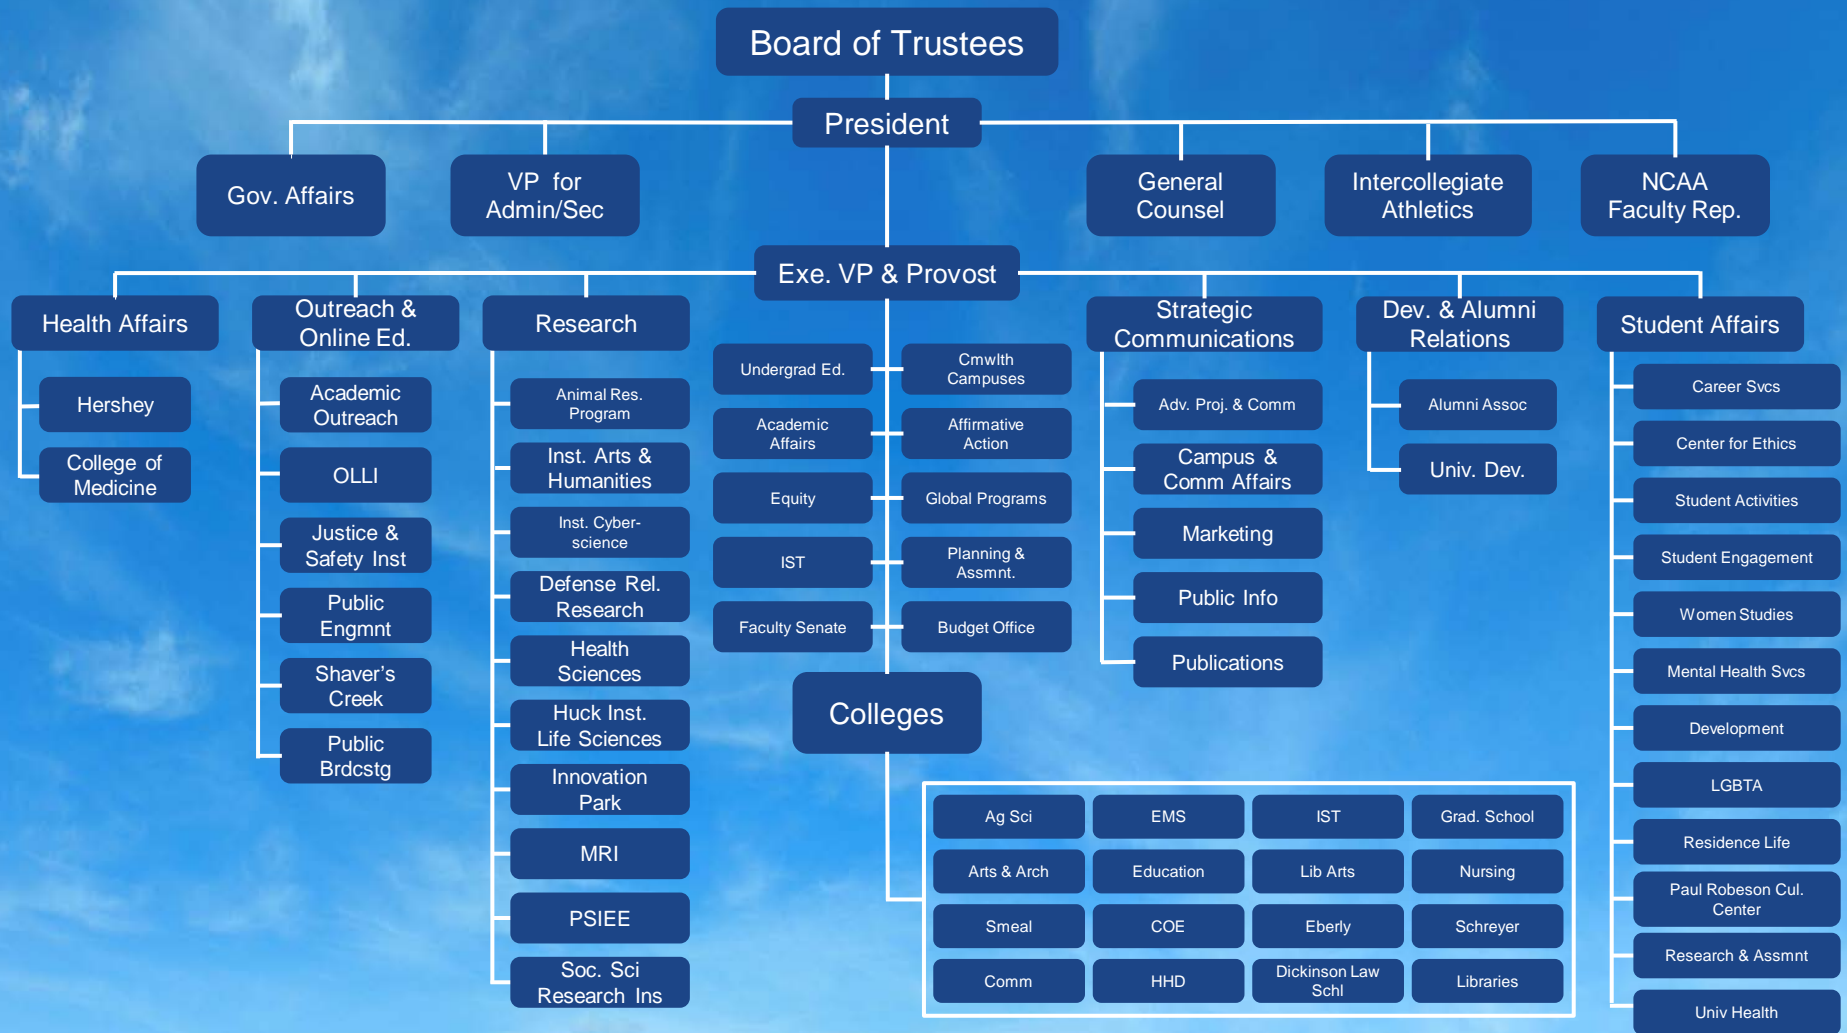 Board of Trustees
President
Gov. Affairs
VP for
Admin/Sec
General
Counsel
Intercollegiate
Athletics
NCAA
Faculty Rep.
Exe. VP & Provost
Health Affairs
Hershey
College of
Medicine
Outreach &
Online Ed.
Academic
Outreach
OLLI
Justice &
Safety Inst
Public
Engmnt
Shaver's
Creek
Public
Brdcstg
Research
Animal Res.
Program
Inst. Arts &
Humanities
Inst. Cyber-
science
Defense Rel.
Research
Health
Sciences
Huck Inst.
Life Sciences
Innovation
Park
MRI
PSIEE
Soc. Sci
Research Ins
Undergrad Ed.
Cmwlth
Campuses
Academic
Affairs
Affirmative
Action
Equity
Global Programs
IST
Planning &
Assmnt.
Faculty Senate
Budget Office
Colleges
Ag Sci
EMS
IST
Grad. School
Arts & Arch
Education
Lib Arts
Nursing
Smeal
COE
Eberly
Schreyer
Comm
HHD
Dickinson Law
Schl
Libraries
Strategic
Communications
Adv. Proj. & Comm
Campus &
Comm Affairs
Marketing
Public Info
Publications
Dev. & Alumni
Relations
Alumni Assoc
Univ. Dev.
Student Affairs
Career Svcs
Center for Ethics
Student Activities
Student Engagement
Women Studies
Mental Health Svcs
Development
LGBTA
Residence Life
Paul Robeson Cul.
Center
Research & Assmnt
Univ Health